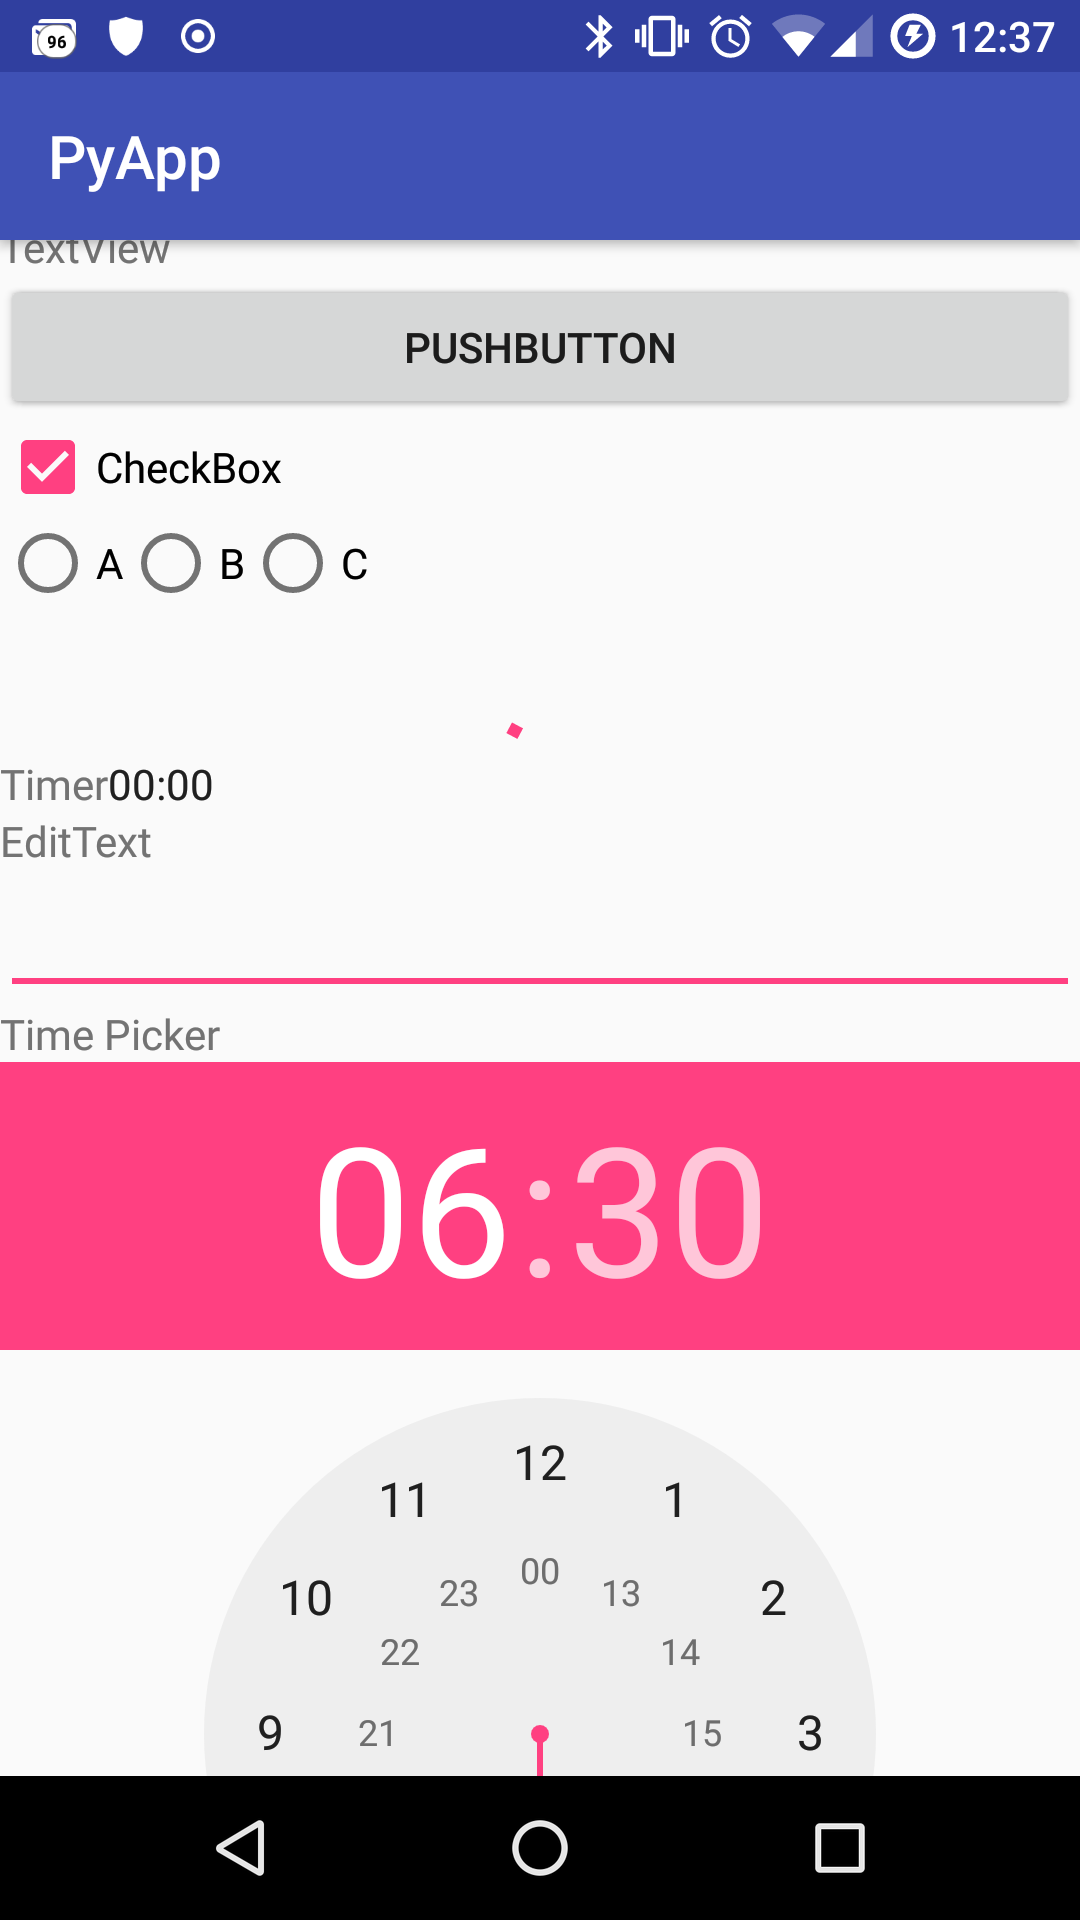 96 12:37
PyApp
TextView
PUSHBUTTON
CheckBox
A B C
Timer00:00
EditText
Time Picker
06:30
12
11 1
00
10 23 13 2
22 14
9 21 15 3